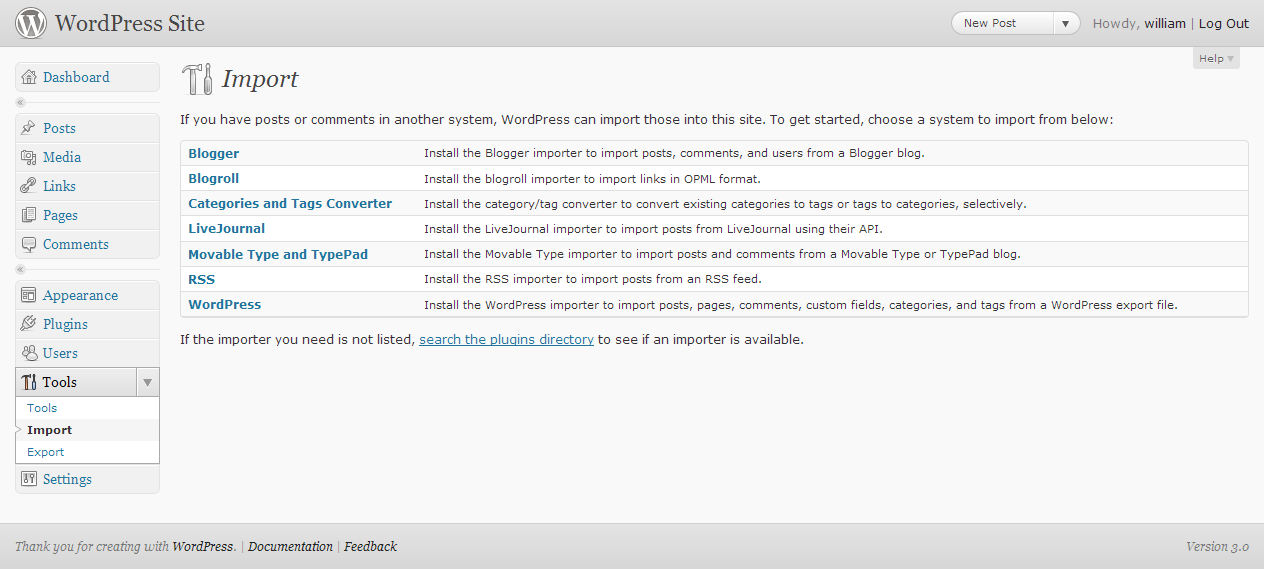 WordPress Site
New Post
Howdy, william | Log Out
Help
Dashboard
Posts
Media
Links
Pages
Comments
Appearance
Plugins
Users
Tools
Tools
Import
Export
Settings
Import
If you have posts or comments in another system, WordPress can import those into this site. To get started, choose a system to import from below:
Blogger Install the Blogger importer to import posts, comments, and users from a Blogger blog.
Blogroll Install the blogroll importer to import links in OPML format.
Categories and Tags Converter Install the category/tag converter to convert existing categories to tags or tags to categories, selectively.
LiveJournal Install the LiveJournal importer to import posts from LiveJournal using their API.
Movable Type and TypePad Install the Movable Type importer to import posts and comments from a Movable Type or TypePad blog.
RSS Install the RSS importer to import posts from an RSS feed.
WordPress Install the WordPress importer to import posts, pages, comments, custom fields, categories, and tags from a WordPress export file.
If the importer you need is not listed, search the plugins directory to see if an importer is available.
Thank you for creating with WordPress. | Documentation | Feedback
Version 3.0